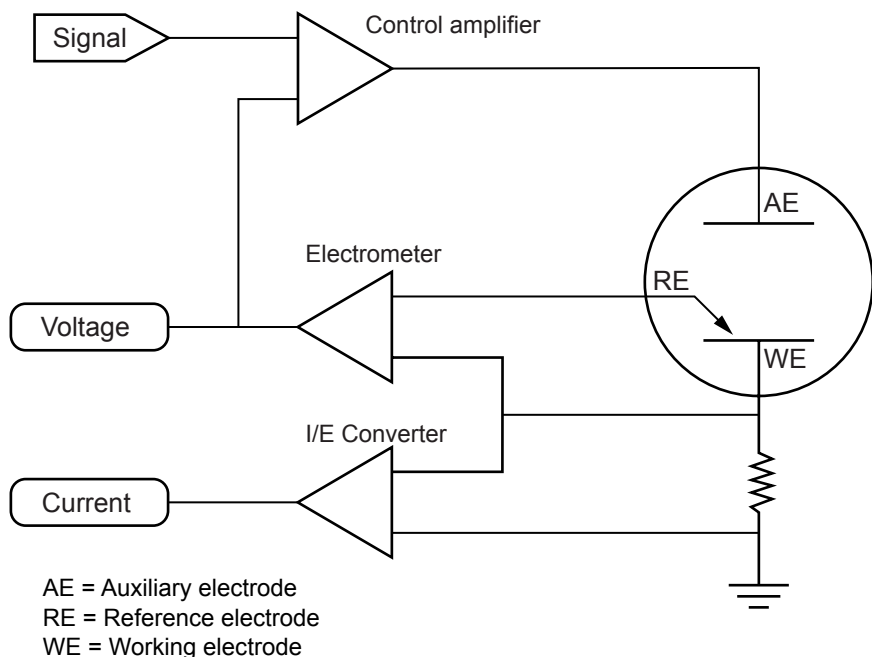 Signal
Control amplifier
AE
Electrometer
RE
Voltage
WE
I/E Converter
Current
AE = Auxiliary electrode
RE = Reference electrode
WE = Working electrode